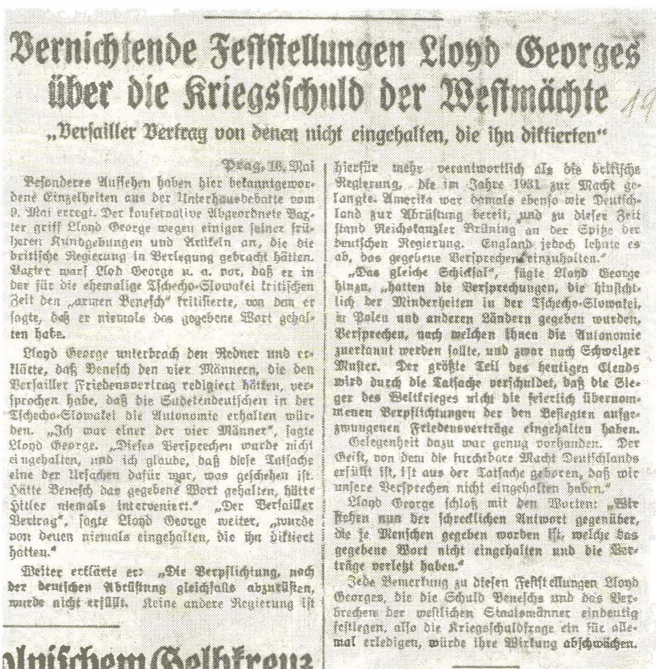 Vernichtende Feststellungen Lloyd Georges
über die Kriegsschuld der Westmächte
19
„Versailler Vertrag von denen nicht eingehalten, die ihn diktierten“
Prag, 16. Mai
Besonderes Aufsehen haben hier bekanntgewor-
dene Einzelheiten aus der Unterhausdebatte vom
9. Mai erregt. Der konservative Abgeordnete Bax-
ter griff Lloyd George wegen einiger seiner frü-
heren Kundgebungen und Artikeln an, die die
britische Regierung in Verlegung gebracht hätten.
Baxter warf Lloyd George u. a. vor, daß er in
der für die ehemalige Tschecho-Slowakei kritischen
Zeit den „armen Benesch“ kritisierte, von dem er
sagte, daß er niemals das gegebene Wort gehal-
ten habe.
Lloyd George unterbrach den Redner und er-
klärte, daß Benesch den vier Männern, die den
Versailler Friedensvertrag redigiert hätten, ver-
sprochen habe, daß die Sudetendeutschen in der
Tschecho-Slowakei die Autonomie erhalten wür-
den. „Ich war einer der vier Männer“, sagte
Lloyd George. „Dieses Versprechen wurde nicht
eingehalten, und ich glaube, daß diese Tatsache
eine der Ursachen dafür war, was geschehen ist.
Hätte Benesch das gegebene Wort gehalten, hätte
Hitler niemals interveniert.“ „Der Versailler
Vertrag“, sagte Lloyd George weiter, „wurde
von denen niemals eingehalten, die ihn diktiert
hatten.“
Weiter erklärte er: „Die Verpflichtung, nach
der deutschen Abrüstung gleichfalls abzurüsten,
wurde nicht erfüllt. Keine andere Regierung ist
hierfür mehr verantwortlich als die britische
Regierung, die im Jahre 1931 zur Macht ge-
langte. Amerika war damals ebenso wie Deutsch-
land zur Abrüstung bereit, und zu dieser Zeit
stand Reichskanzler Brüning an der Spitze der
deutschen Regierung. England jedoch lehnte es
ab, das gegebene Versprechen einzuhalten.“
„Das gleiche Schicksal“, fügte Lloyd George
hinzu, „hatten die Versprechungen, die hinsicht-
lich der Minderheiten in der Tschecho-Slowakei,
in Polen und anderen Ländern gegeben wurden,
Versprechen, nach welchen ihnen die Autonomie
zuerkannt werden sollte, und zwar nach Schweizer
Muster. Der größte Teil des heutigen Elends
wird durch die Tatsache verschuldet, daß die Sie-
ger des Weltkrieges nicht die feierlich übernom-
menen Verpflichtungen der den Besiegten aufge-
zwungenen Friedensverträge eingehalten haben.
Gelegenheit dazu war genug vorhanden. Der
Geist, von dem die furchtbare Macht Deutschlands
erfüllt ist, ist aus der Tatsache geboren, daß wir
unsere Versprechen nicht eingehalten haben.“
Lloyd George schloß mit den Worten: „Wir
stehen nun der schrecklichen Antwort gegenüber,
die je Menschen gegeben worden ist, welche das
gegebene Wort nicht eingehalten und die Ver-
träge verletzt haben.“
Jede Bemerkung zu diesen Feststellungen Lloyd
Georges, die die Schuld Beneschs und das Ver-
brechen der westlichen Staatsmänner eindeutig
festlegen, also die Kriegsschuldfrage ein für alle-
mal erledigen, würde ihre Wirkung abschwächen.
olnischem Gelbkreuz